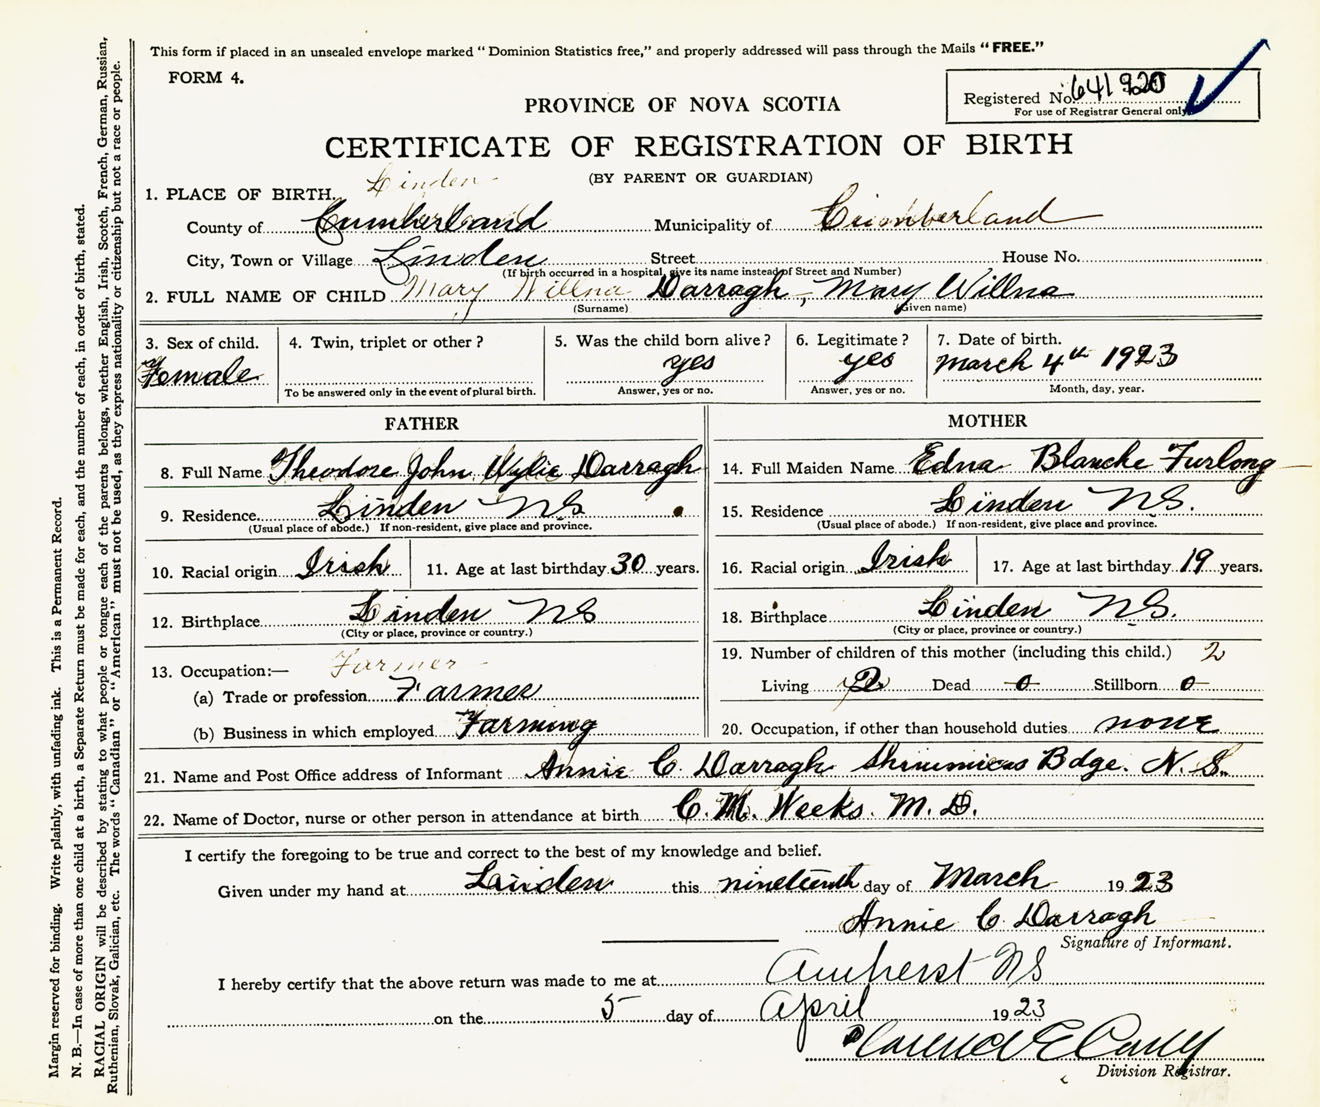 This form if placed in an unsealed envelope marked "Dominion Statistics free," and properly addressed will pass through the Mails "FREE."
FORM 4.
Registered No. 641920
For use of Registrar General only
PROVINCE OF NOVA SCOTIA
CERTIFICATE OF REGISTRATION OF BIRTH
(BY PARENT OR GUARDIAN)
1. PLACE OF BIRTH. Linden
County of Cumberland Municipality of Cumberland
City, Town or Village Linden Street House No.
(If birth occurred in a hospital, give its name instead of Street and Number)
2. FULL NAME OF CHILD Mary Willna Darragh, Mary Willna
(Surname) (Given name)
3. Sex of child. 4. Twin, triplet or other? 5. Was the child born alive? 6. Legitimate? 7. Date of birth.
Female yes yes March 4th 1923
To be answered only in the event of plural birth. Answer, yes or no. Answer, yes or no. Month, day, year.
FATHER
8. Full Name Theodore John Wylie Darragh
9. Residence Linden NS
(Usual place of abode.) If non-resident, give place and province.
10. Racial origin Irish 11. Age at last birthday 30 years.
12. Birthplace Linden NS
(City or place, province or country.)
13. Occupation:— Farmer
(a) Trade or profession Farmer
(b) Business in which employed Farming
MOTHER
14. Full Maiden Name Edna Blanche Furlong
15. Residence Linden NS.
(Usual place of abode.) If non-resident, give place and province.
16. Racial origin Irish 17. Age at last birthday 19 years.
18. Birthplace Linden NS.
(City or place, province or country.)
19. Number of children of this mother (including this child.) 2
Living 2 Dead 0 Stillborn 0
20. Occupation, if other than household duties none
21. Name and Post Office address of Informant Annie C. Darragh Bdge. N. S.
22. Name of Doctor, nurse or other person in attendance at birth C. M. Weeks. M. D.
I certify the foregoing to be true and correct to the best of my knowledge and belief.
Given under my hand at Linden this nineteenth day of March 1923
Annie C. Darragh
Signature of Informant.
I hereby certify that the above return was made to me at Amherst NS
on the 5 day of April 1923
Clarence E Casey
Division Registrar.
Margin reserved for binding. Write plainly, with unfading ink. This is a Permanent Record.
N. B.—In case of more than one child at a birth, a Separate Return must be made for each, and the number of each, in order of birth, stated.
RACIAL ORIGIN will be described by stating to what people or tongue each of the parents belongs, whether English, Irish, Scotch, French, German, Russian,
Ruthenian, Slovak, Galician, etc. The words "Canadian" or "American" must not be used, as they express nationality or citizenship but not a race or people.